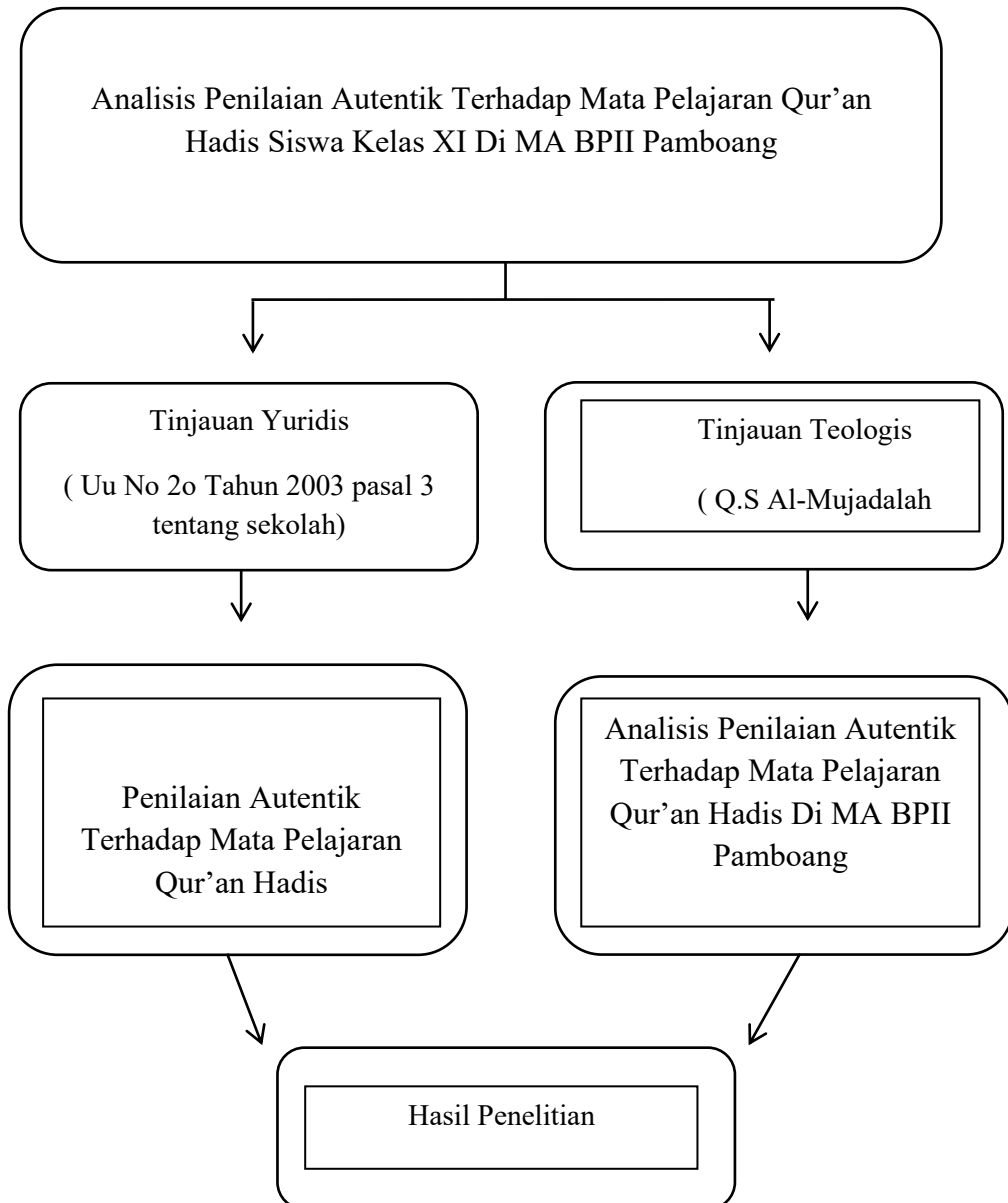 Analisis Penilaian Autentik Terhadap Mata Pelajaran Qur’an
Hadis Siswa Kelas XI Di MA BPII Pamboang
Tinjauan Yuridis
( Uu No 2o Tahun 2003 pasal 3
tentang sekolah)
Tinjauan Teologis
( Q.S Al-Mujadalah
Penilaian Autentik
Terhadap Mata Pelajaran
Qur’an Hadis
Analisis Penilaian Autentik
Terhadap Mata Pelajaran
Qur’an Hadis Di MA BPII
Pamboang
Hasil Penelitian